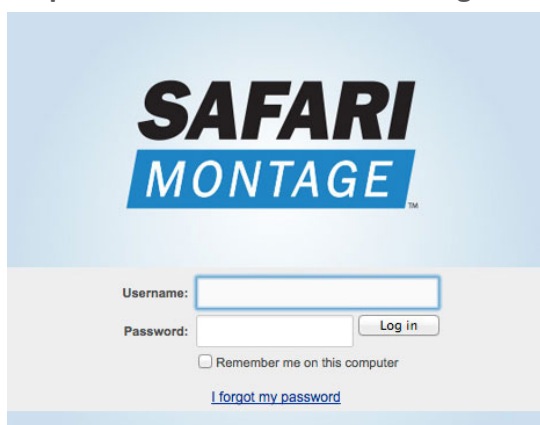 SAFARI
MONTAGE TM
Username:
Password: Log in
Remember me on this computer
I forgot my password